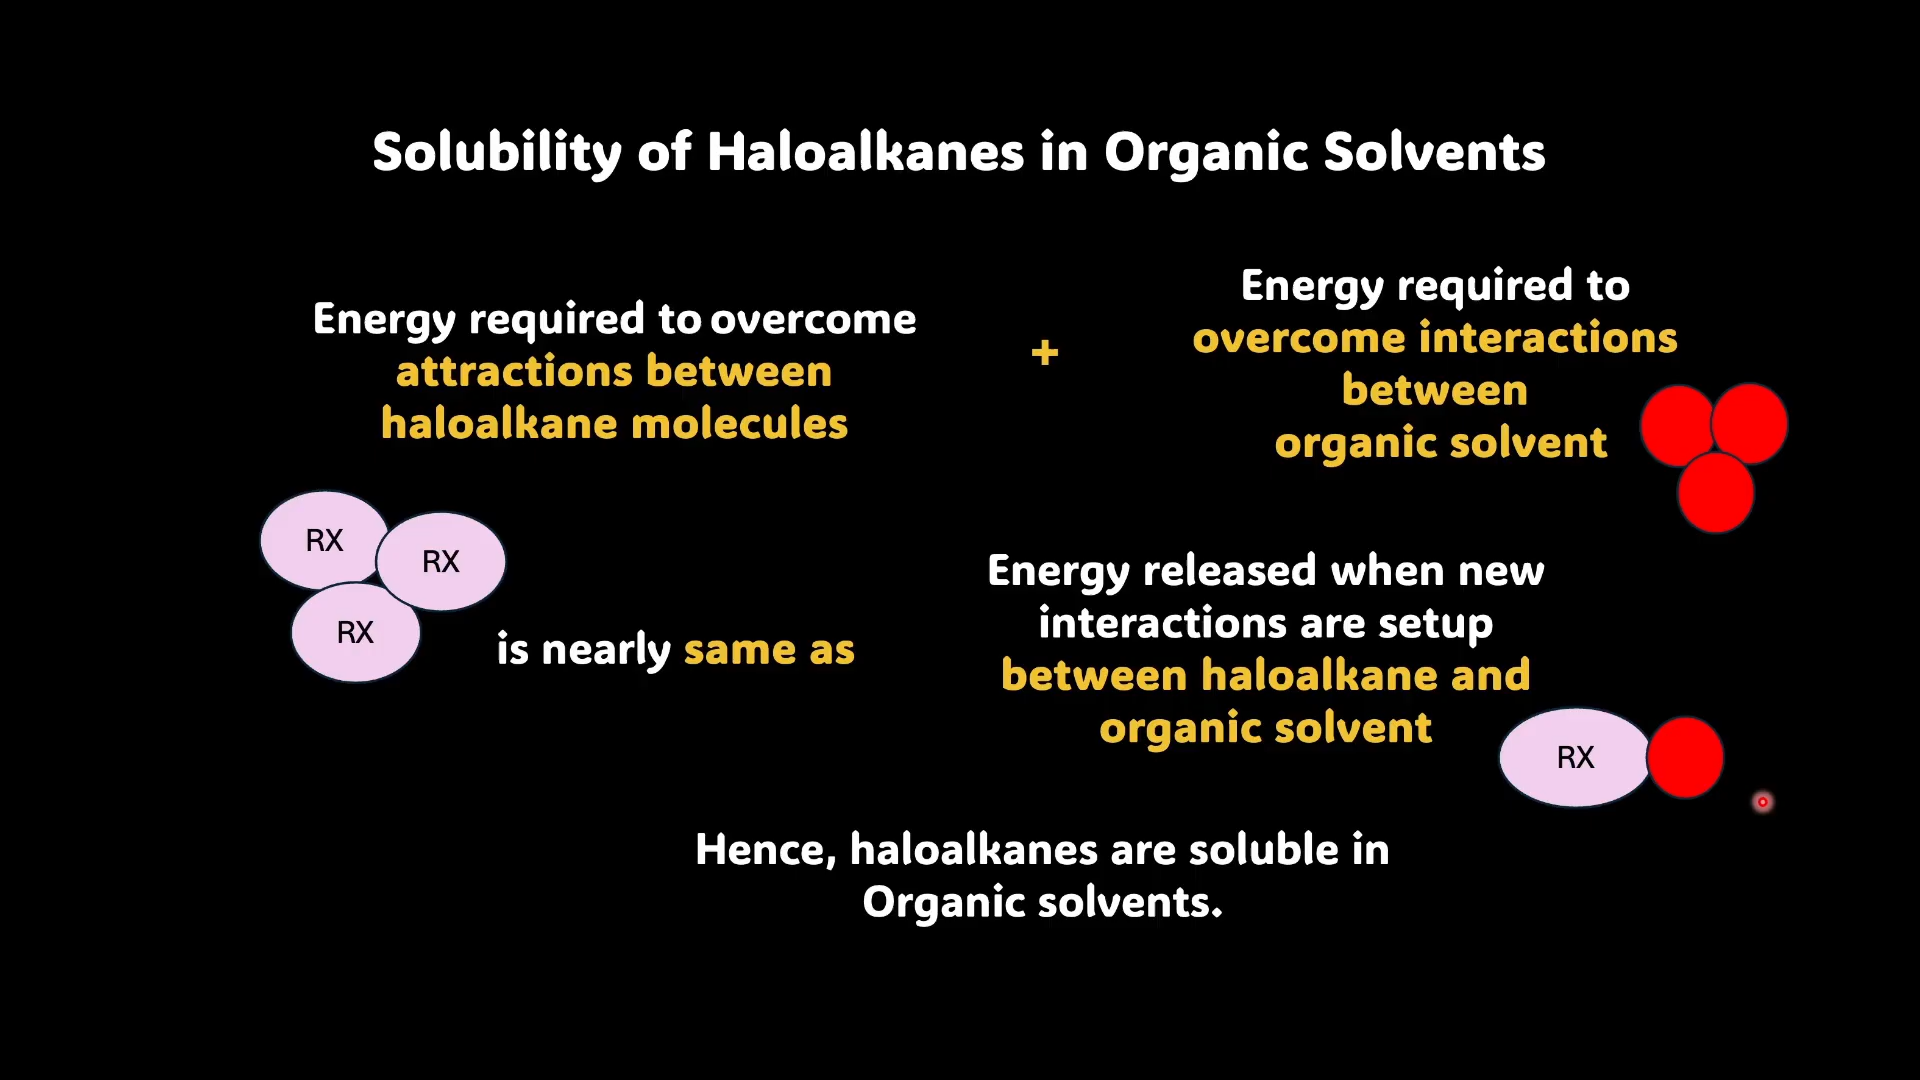 Solubility of Haloalkanes in Organic Solvents
Energy required to overcome
attractions between
haloalkane molecules
+
Energy required to
overcome interactions
between
organic solvent
RX
RX
RX
is nearly same as
Energy released when new
interactions are setup
between haloalkane and
organic solvent
RX
Hence, haloalkanes are soluble in
Organic solvents.